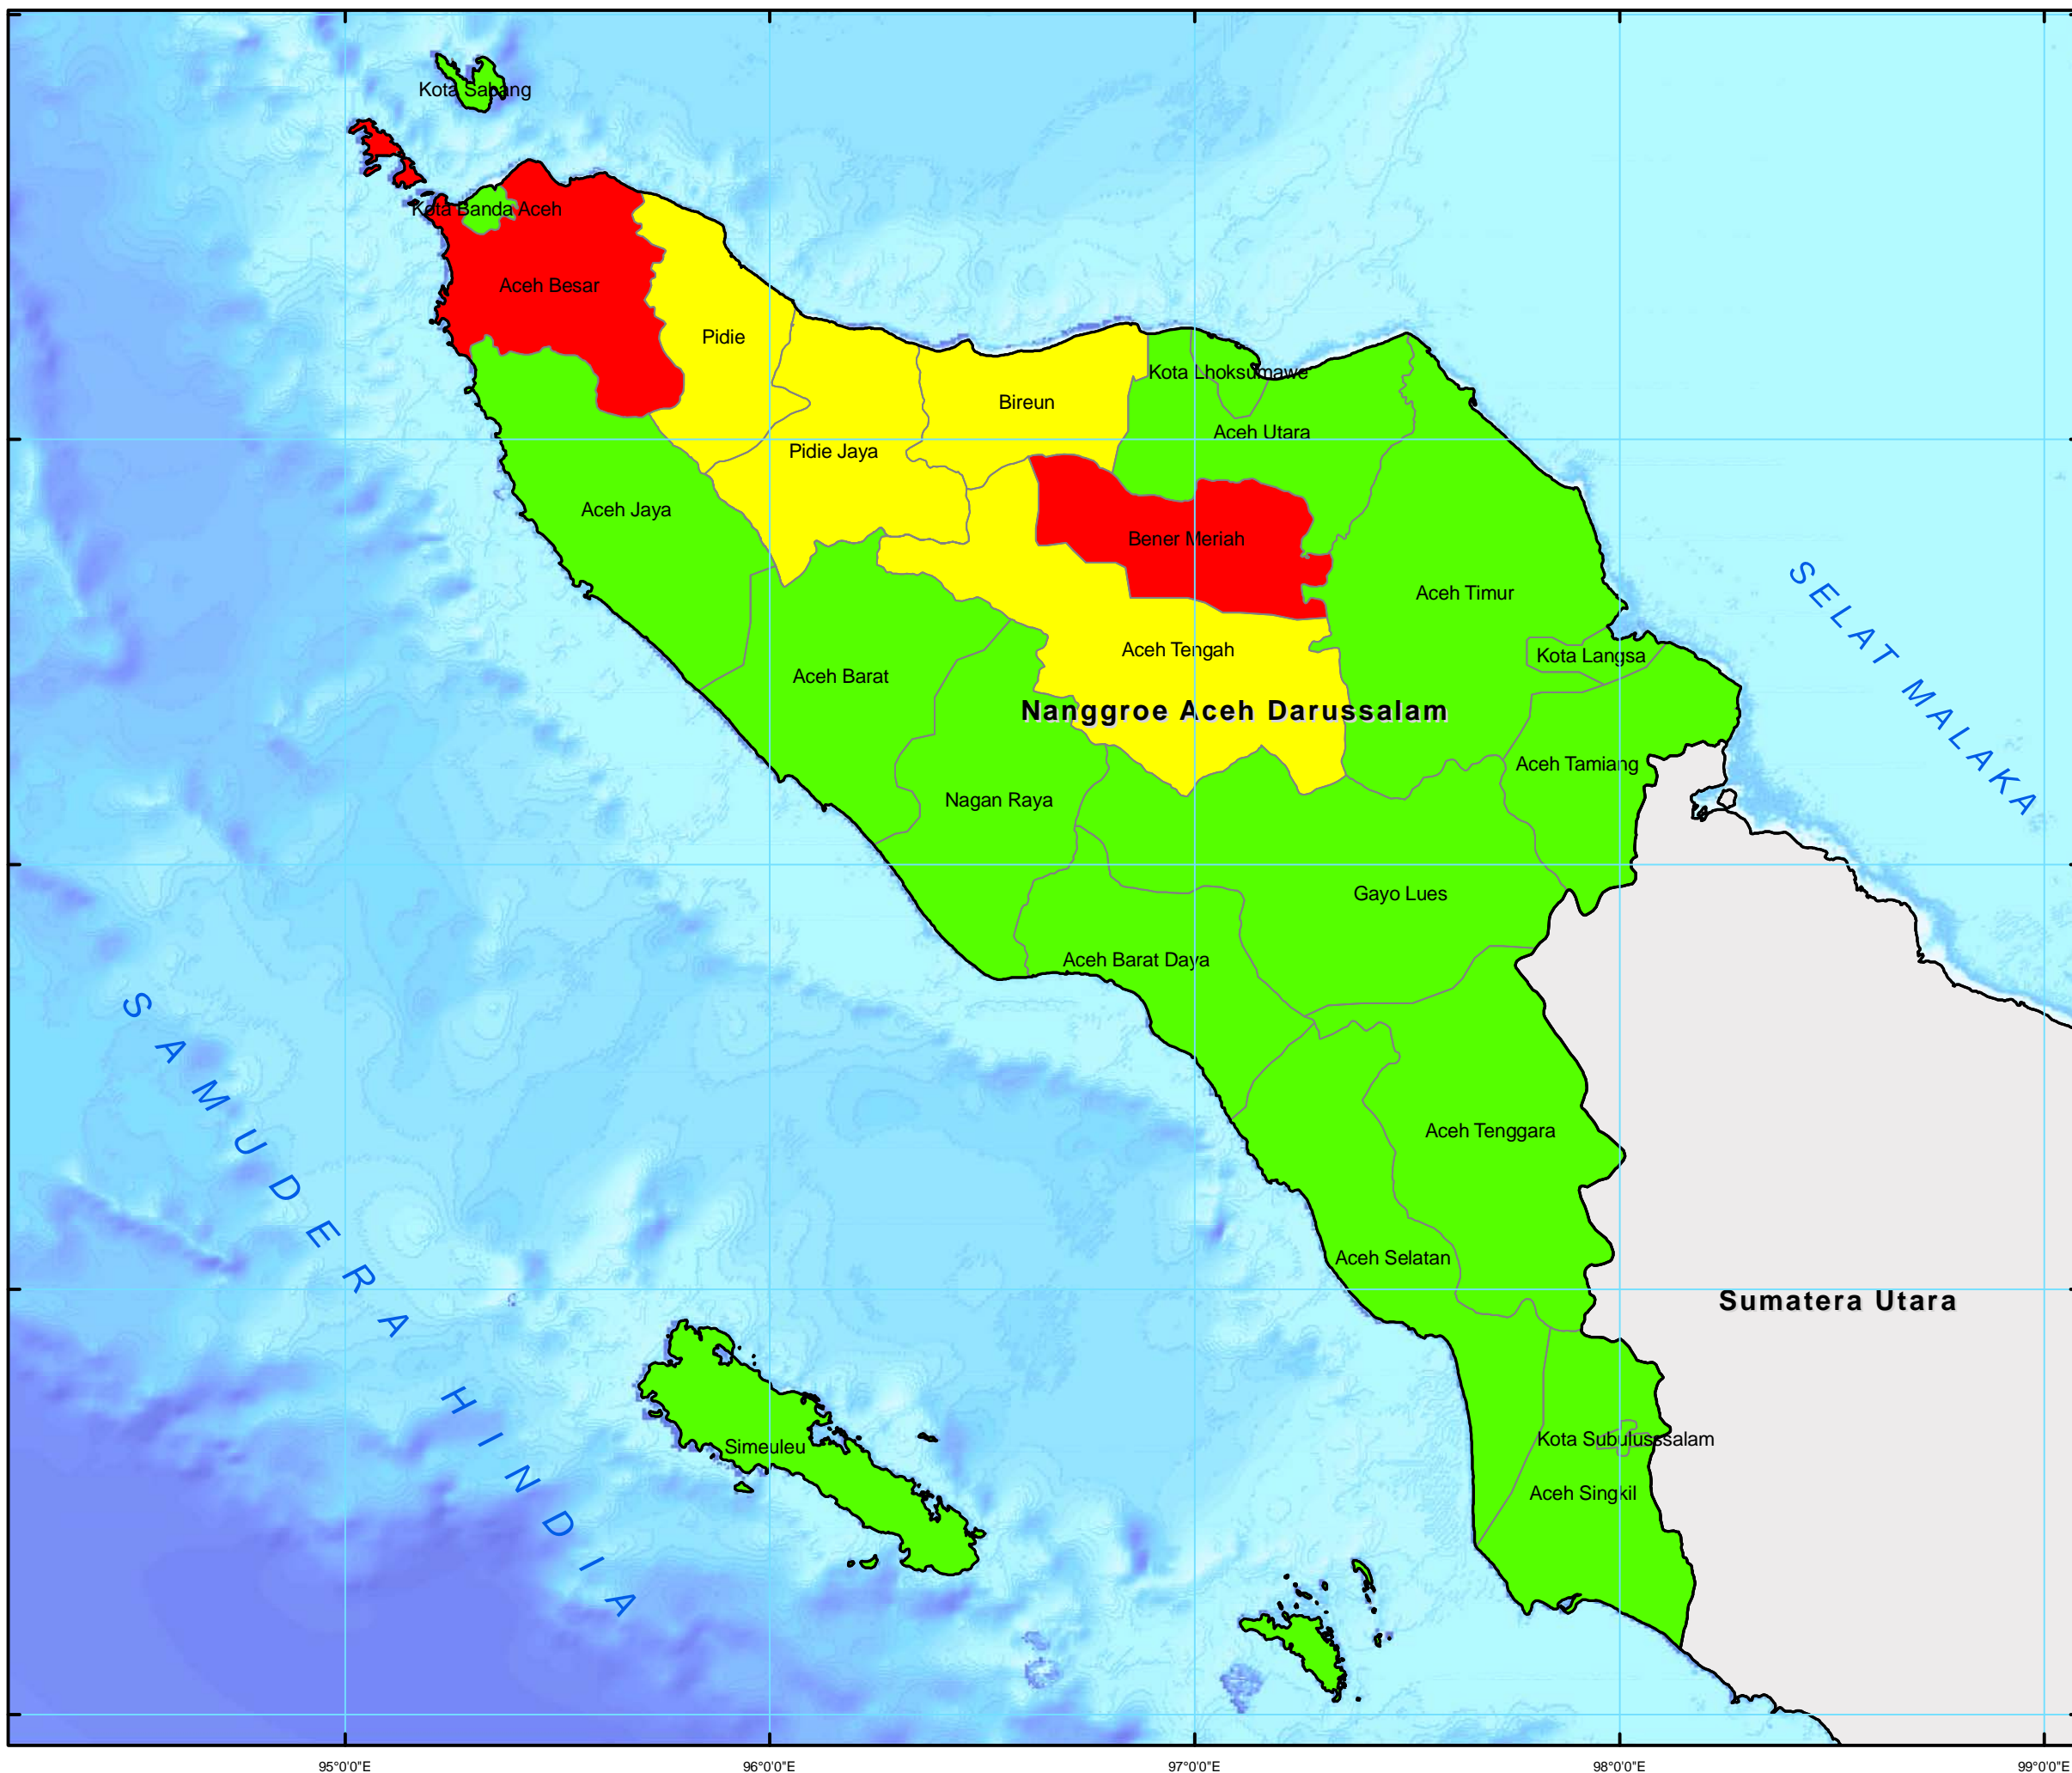 Kota Sabang
Kota Banda Aceh
Aceh Besar
Pidie
Kota Lhoksumawe
Bireun
Aceh Utara
Pidie Jaya
Aceh Jaya
Bener Meriah
Aceh Timur
SELAT MALAKA
Aceh Tengah
Kota Langsa
Aceh Barat
Nanggroe Aceh Darussalam
Aceh Tamiang
Nagan Raya
Gayo Lues
Aceh Barat Daya
SAMUDERA HINDIA
Aceh Tenggara
Aceh Selatan
Sumatera Utara
Kota Subulusssalam
Simeuleu
Aceh Singkil
95°0'0"E
96°0'0"E
97°0'0"E
98°0'0"E
99°0'0"E